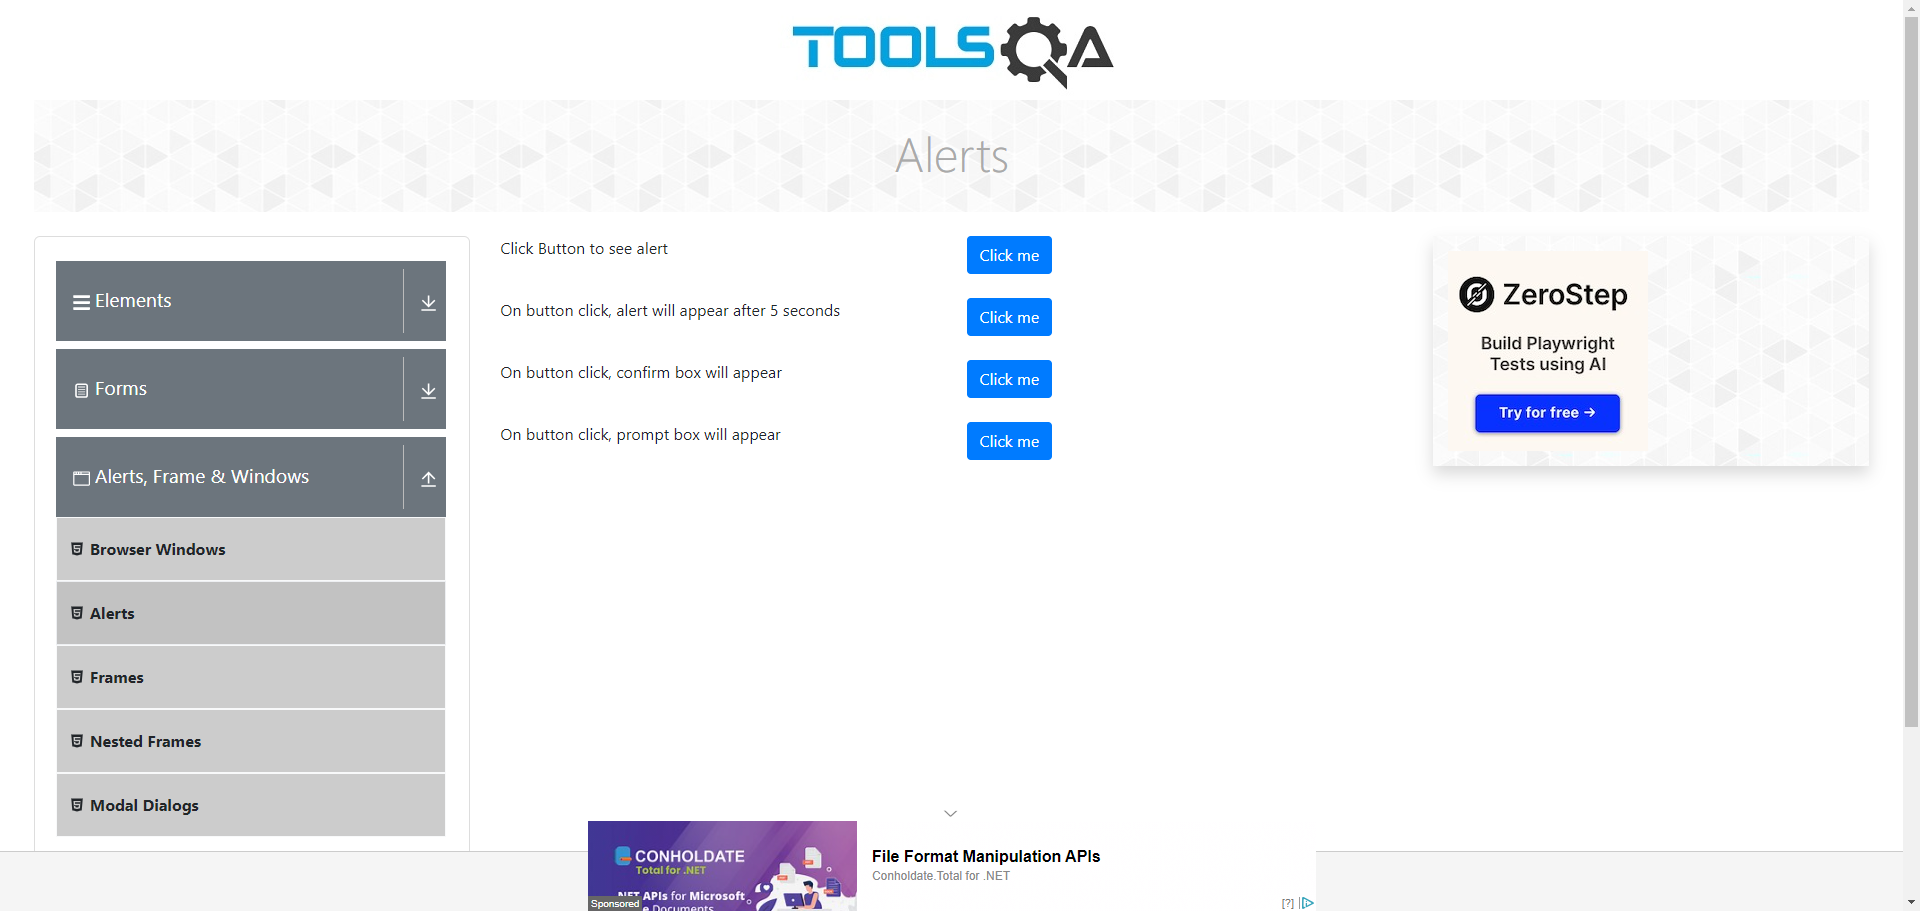 TOOLSQA
Alerts
Elements
Forms
Alerts, Frame & Windows
Browser Windows
Alerts
Frames
Nested Frames
Modal Dialogs
Click Button to see alert
Click me
On button click, alert will appear after 5 seconds
Click me
On button click, confirm box will appear
Click me
On button click, prompt box will appear
Click me
ZeroStep
Build Playwright
Tests using AI
Try for free →
CONHOLDATE
Total for .NET
.NET APIs for Microsoft
Documents
Sponsored
File Format Manipulation APIs
Conholdate.Total for .NET
[?]